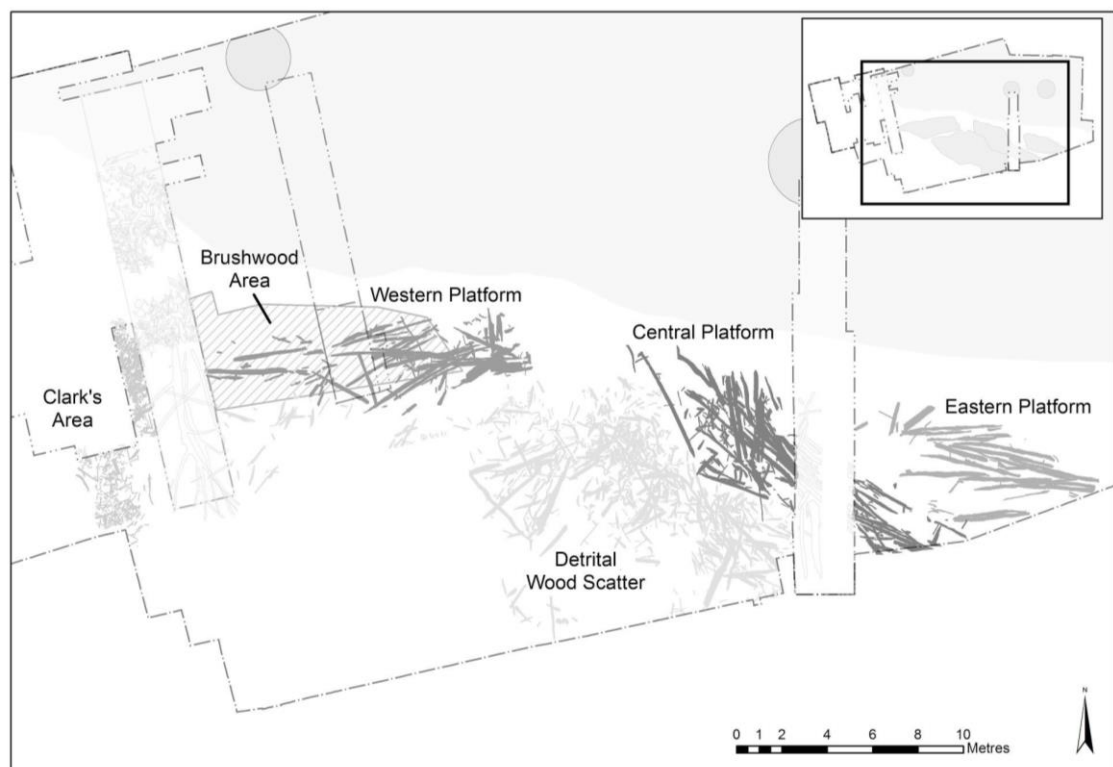 Brushwood
Area
Western Platform
Central Platform
Clark's
Area
Eastern Platform
Detrital
Wood Scatter
N
0 1 2 4 6 8 10
Metres